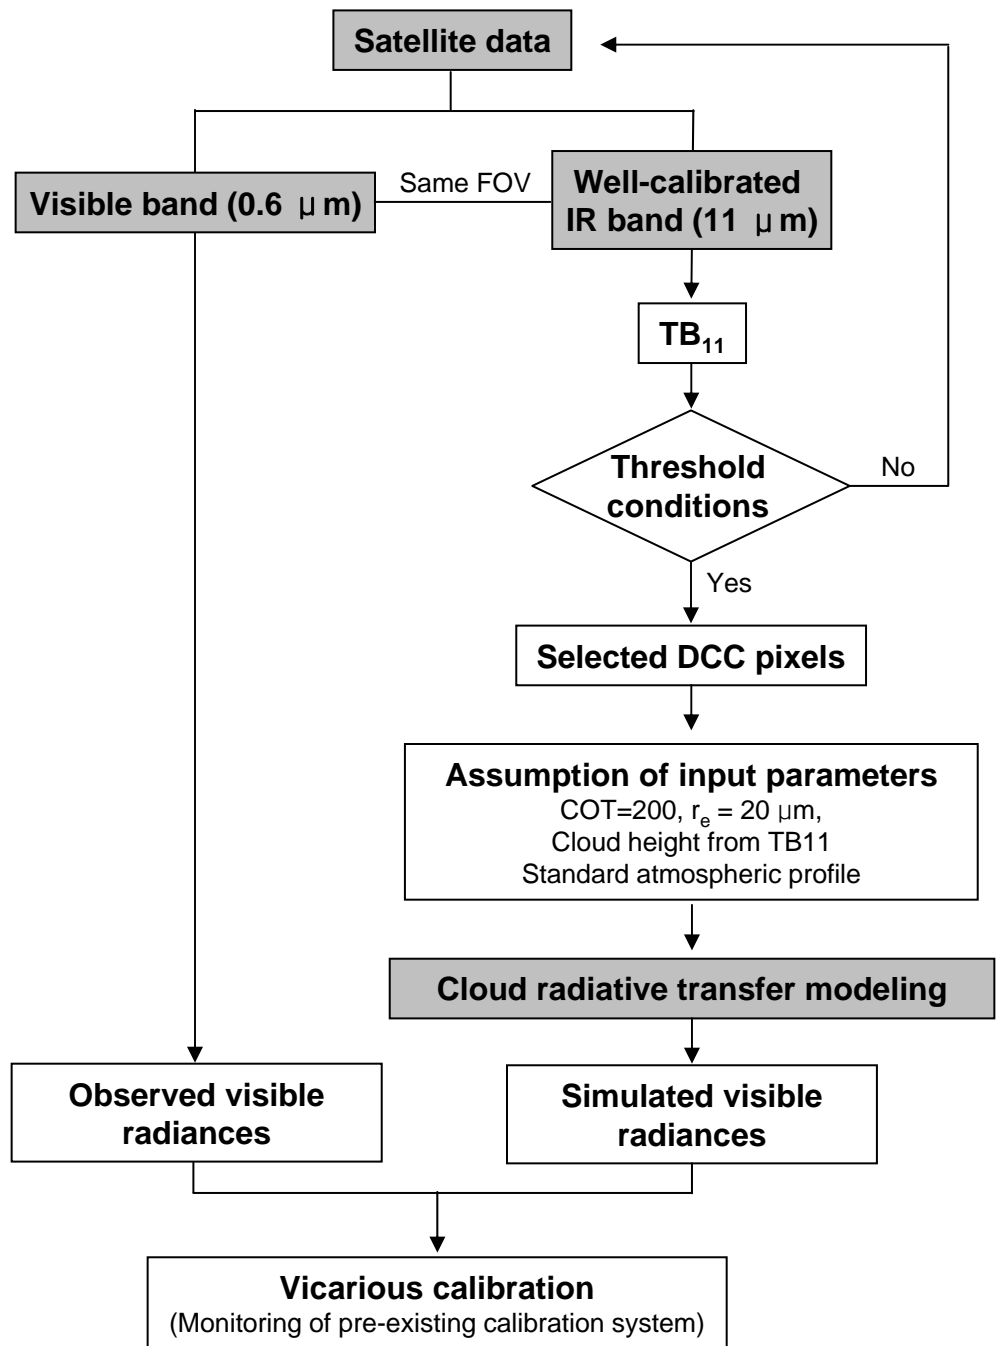 Satellite data
Visible band (0.6 μm)
Same FOV
Well-calibrated
IR band (11 μm)
TB₁₁
Threshold
conditions
No
Yes
Selected DCC pixels
Assumption of input parameters
COT=200, rₑ = 20 μm,
Cloud height from TB11
Standard atmospheric profile
Cloud radiative transfer modeling
Observed visible
radiances
Simulated visible
radiances
Vicarious calibration
(Monitoring of pre-existing calibration system)